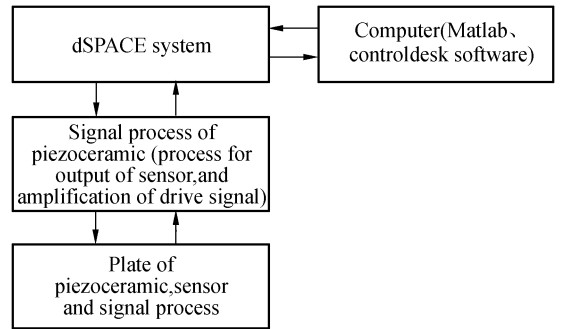 dSPACE system
Computer(Matlab、
controldesk software)
Signal process of
piezoceramic (process for
output of sensor,and
amplification of drive signal)
Plate of
piezoceramic,sensor
and signal process